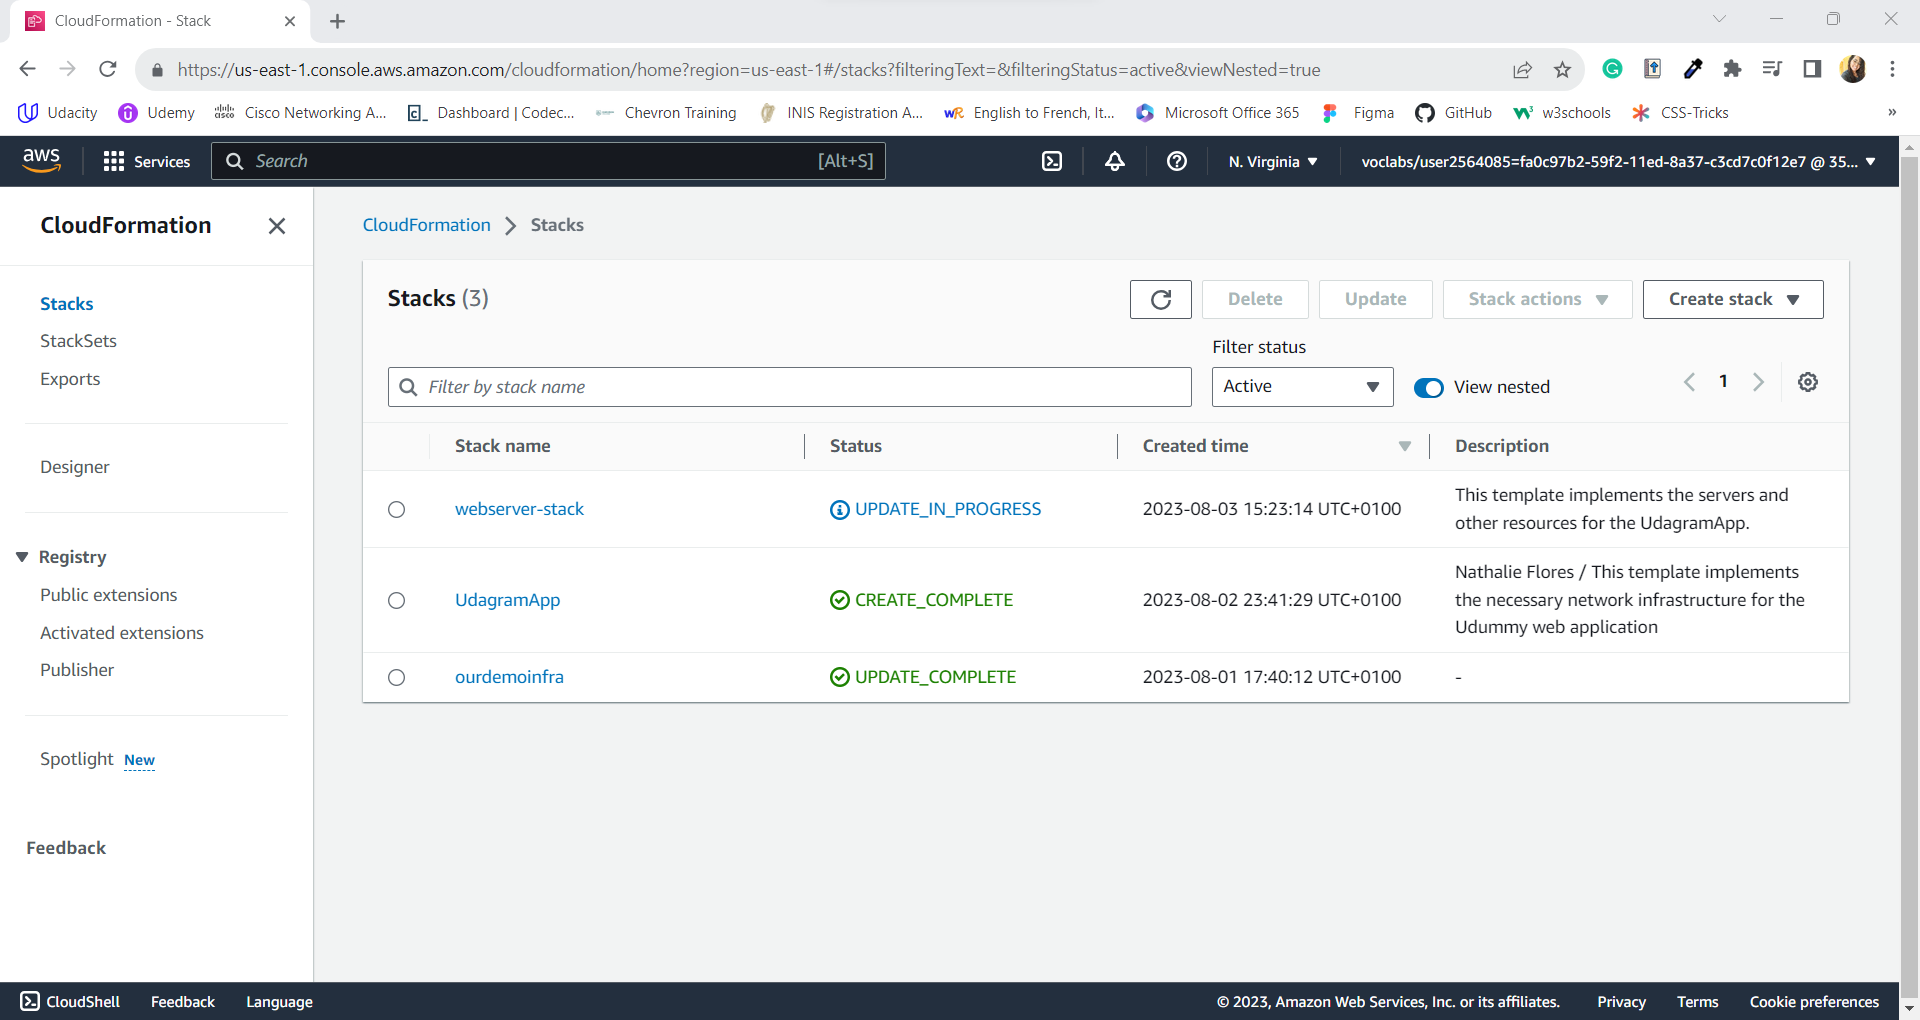 CloudFormation - Stack
https://us-east-1.console.aws.amazon.com/cloudformation/home?region=us-east-1#/stacks?filteringText=&filteringStatus=active&viewNested=true
Udacity
Udemy
Cisco Networking A...
Dashboard | Codec...
Chevron Training
INIS Registration A...
English to French, It...
Microsoft Office 365
Figma
GitHub
w3schools
CSS-Tricks
»
aws
Services
Search
[Alt+S]
N. Virginia
voclabs/user2564085=fa0c97b2-59f2-11ed-8a37-c3cd7c0f12e7 @ 35...
CloudFormation
Stacks
StackSets
Exports
Designer
Registry
Public extensions
Activated extensions
Publisher
Spotlight New
Feedback
CloudFormation > Stacks
Stacks (3)
Delete
Update
Stack actions
Create stack
Filter status
Filter by stack name
Active
View nested
1
Stack name Status Created time Description
webserver-stack UPDATE_IN_PROGRESS 2023-08-03 15:23:14 UTC+0100 This template implements the servers and
other resources for the UdagramApp.
UdagramApp CREATE_COMPLETE 2023-08-02 23:41:29 UTC+0100 Nathalie Flores / This template implements
the necessary network infrastructure for the
Udummy web application
ourdemoinfra UPDATE_COMPLETE 2023-08-01 17:40:12 UTC+0100 -
CloudShell
Feedback
Language
© 2023, Amazon Web Services, Inc. or its affiliates.
Privacy
Terms
Cookie preferences